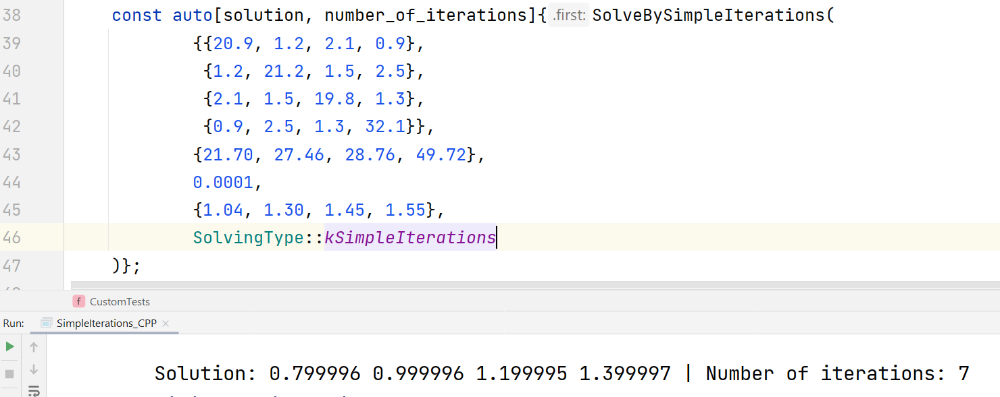 38 const auto[solution, number_of_iterations]{ .first: SolveBySimpleIterations(
39 {{20.9, 1.2, 2.1, 0.9},
40 {1.2, 21.2, 1.5, 2.5},
41 {2.1, 1.5, 19.8, 1.3},
42 {0.9, 2.5, 1.3, 32.1}},
43 {21.70, 27.46, 28.76, 49.72},
44 0.0001,
45 {1.04, 1.30, 1.45, 1.55},
46 SolvingType::kSimpleIterations
47 )};
f CustomTests
Run: SimpleIterations_CPP
Solution: 0.799996 0.999996 1.199995 1.399997 | Number of iterations: 7